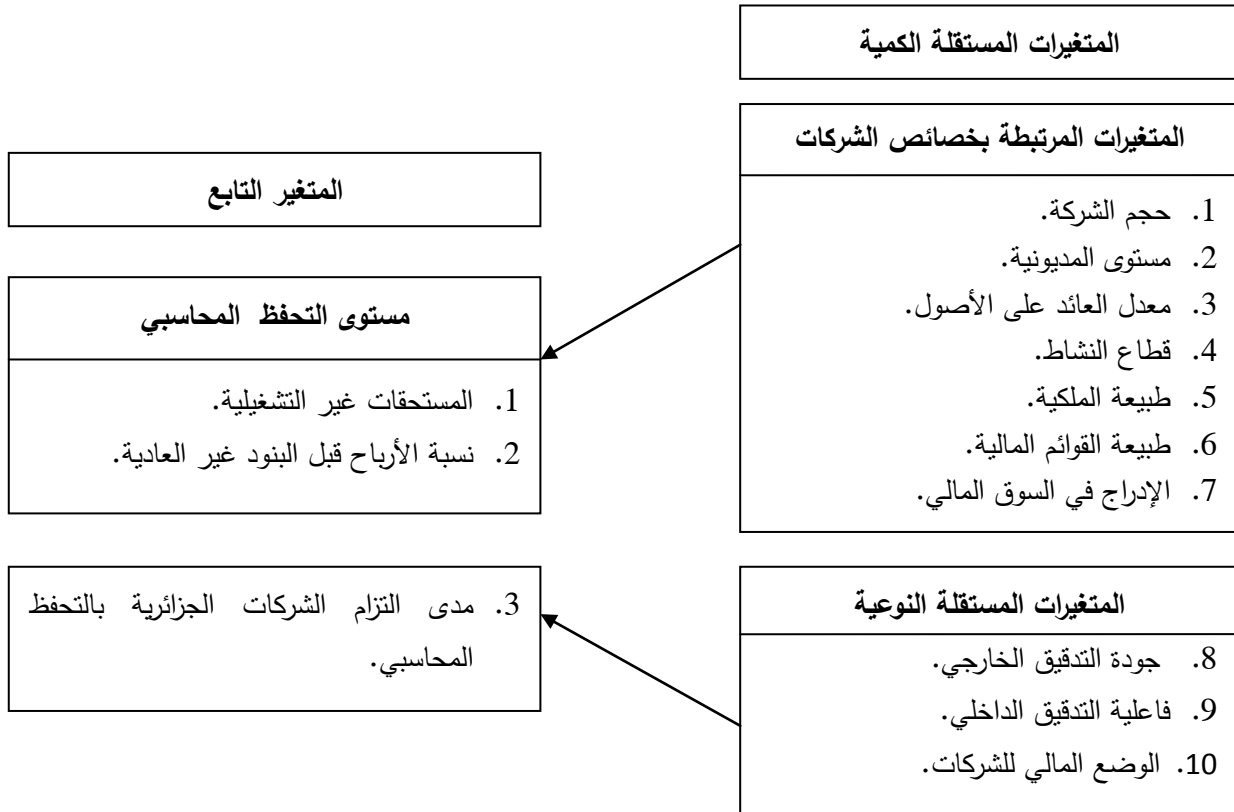 المتغيرات المستقلة الكمية
المتغيرات المرتبطة بخصائص الشركات
1. حجم الشركة.
2. مستوى المديونية.
3. معدل العائد على الأصول.
4. قطاع النشاط.
5. طبيعة الملكية.
6. طبيعة القوائم المالية.
7. الإدراج في السوق المالي.
المتغيرات المستقلة النوعية
8. جودة التدقيق الخارجي.
9. فاعلية التدقيق الداخلي.
10. الوضع المالي للشركات.
المتغير التابع
مستوى التحفظ المحاسبي
1. المستحقات غير التشغيلية.
2. نسبة الأرباح قبل البنود غير العادية.
3. مدى التزام الشركات الجزائرية بالتحفظ
المحاسبي.